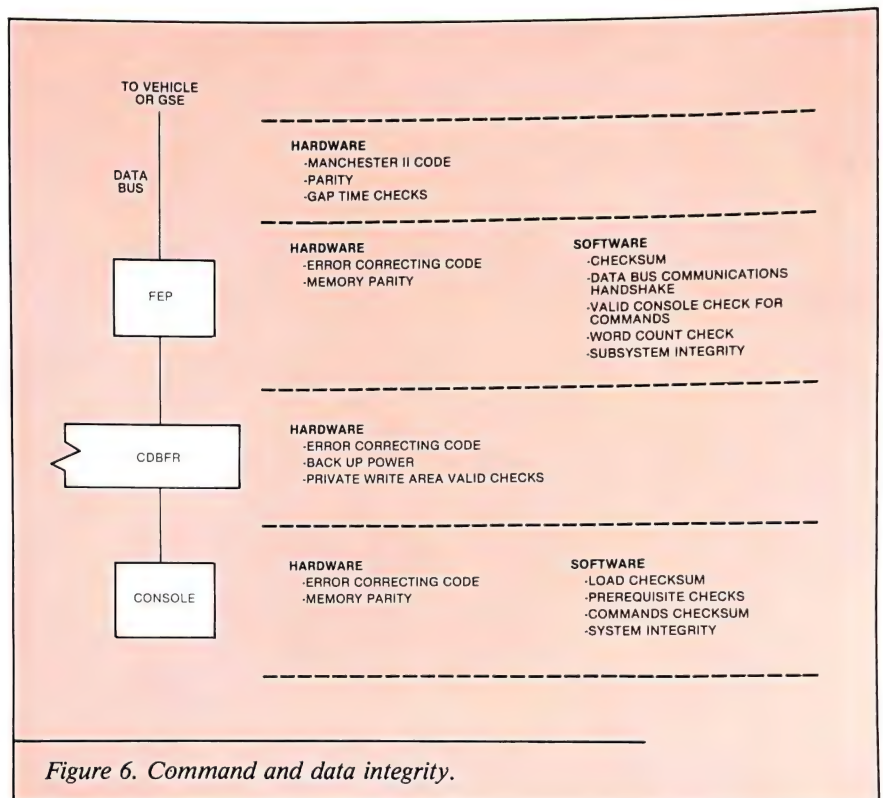 TO VEHICLE
OR GSE
DATA
BUS
HARDWARE
-MANCHESTER II CODE
-PARITY
-GAP TIME CHECKS
FEP
HARDWARE
-ERROR CORRECTING CODE
-MEMORY PARITY
SOFTWARE
-CHECKSUM
-DATA BUS COMMUNICATIONS
HANDSHAKE
-VALID CONSOLE CHECK FOR
COMMANDS
-WORD COUNT CHECK
-SUBSYSTEM INTEGRITY
CDBFR
HARDWARE
-ERROR CORRECTING CODE
-BACK UP POWER
-PRIVATE WRITE AREA VALID CHECKS
CONSOLE
HARDWARE
-ERROR CORRECTING CODE
-MEMORY PARITY
SOFTWARE
-LOAD CHECKSUM
-PREREQUISITE CHECKS
-COMMANDS CHECKSUM
-SYSTEM INTEGRITY
Figure 6. Command and data integrity.